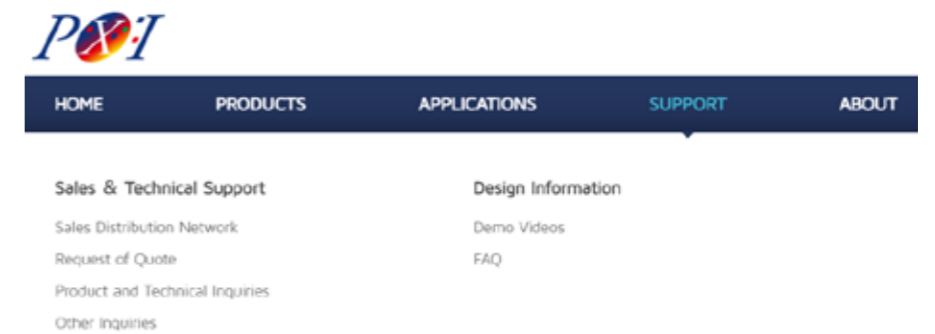 PXI
HOME PRODUCTS APPLICATIONS SUPPORT ABOUT
Sales & Technical Support
Sales Distribution Network
Request of Quote
Product and Technical Inquiries
Other Inquiries
Design Information
Demo Videos
FAQ